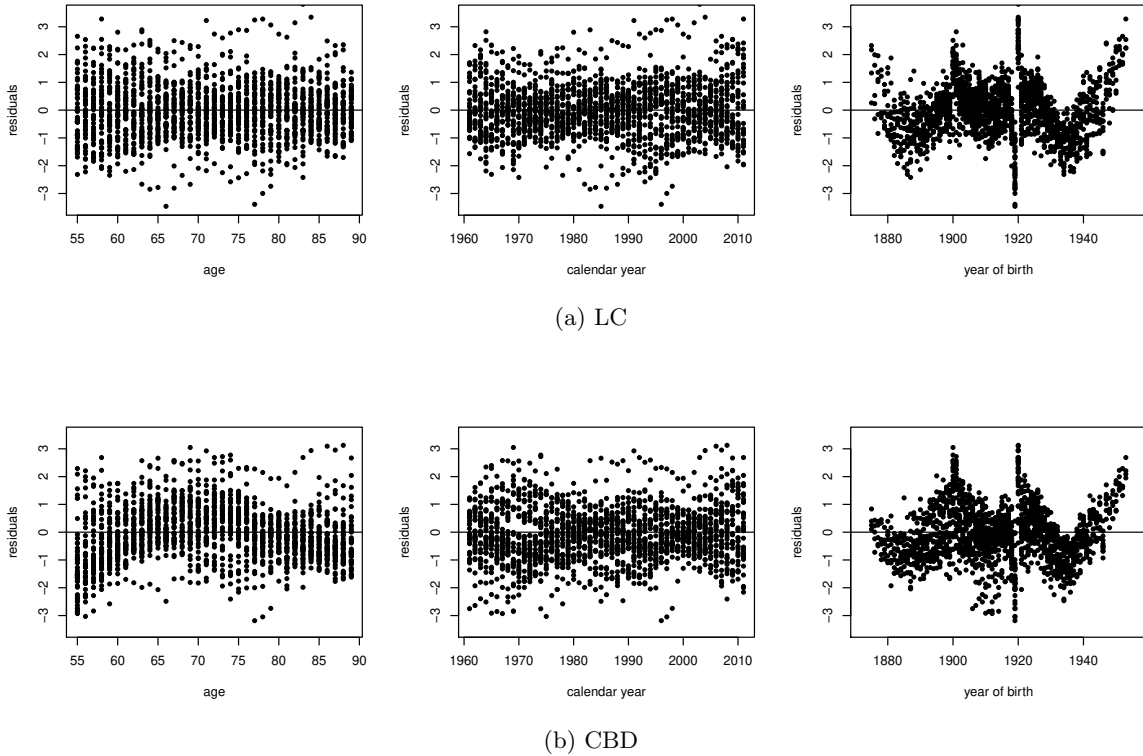 residuals
3
2
1
0
−1
−2
−3
55 60 65 70 75 80 85 90
age
residuals
3
2
1
0
−1
−2
−3
1960 1970 1980 1990 2000 2010
calendar year
residuals
3
2
1
0
−1
−2
−3
1880 1900 1920 1940
year of birth
(a) LC
residuals
3
2
1
0
−1
−2
−3
55 60 65 70 75 80 85 90
age
residuals
3
2
1
0
−1
−2
−3
1960 1970 1980 1990 2000 2010
calendar year
residuals
3
2
1
0
−1
−2
−3
1880 1900 1920 1940
year of birth
(b) CBD